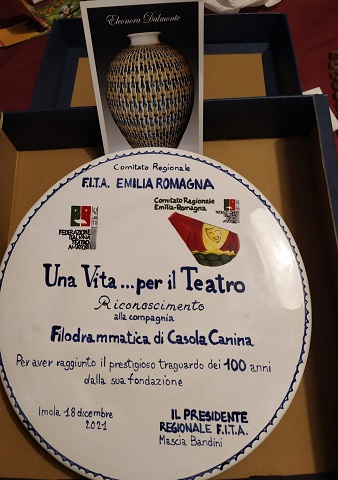 Eleonora Dalmonte
Comitato Regionale
F.I.T.A. EMILIA ROMAGNA
Comitato Regionale
Emilia-Romagna
FEDERAZIONE
ITALIANA
TEATRO
AMATORI
Una Vita... per il Teatro
Riconoscimento
alla compagnia
Filodrammatica di Casola Canina
Per aver raggiunto il prestigioso traguardo dei 100 anni
dalla sua fondazione
Imola 18 dicembre
2021
IL PRESIDENTE
REGIONALE F.I.T.A.
Mascia Bandini